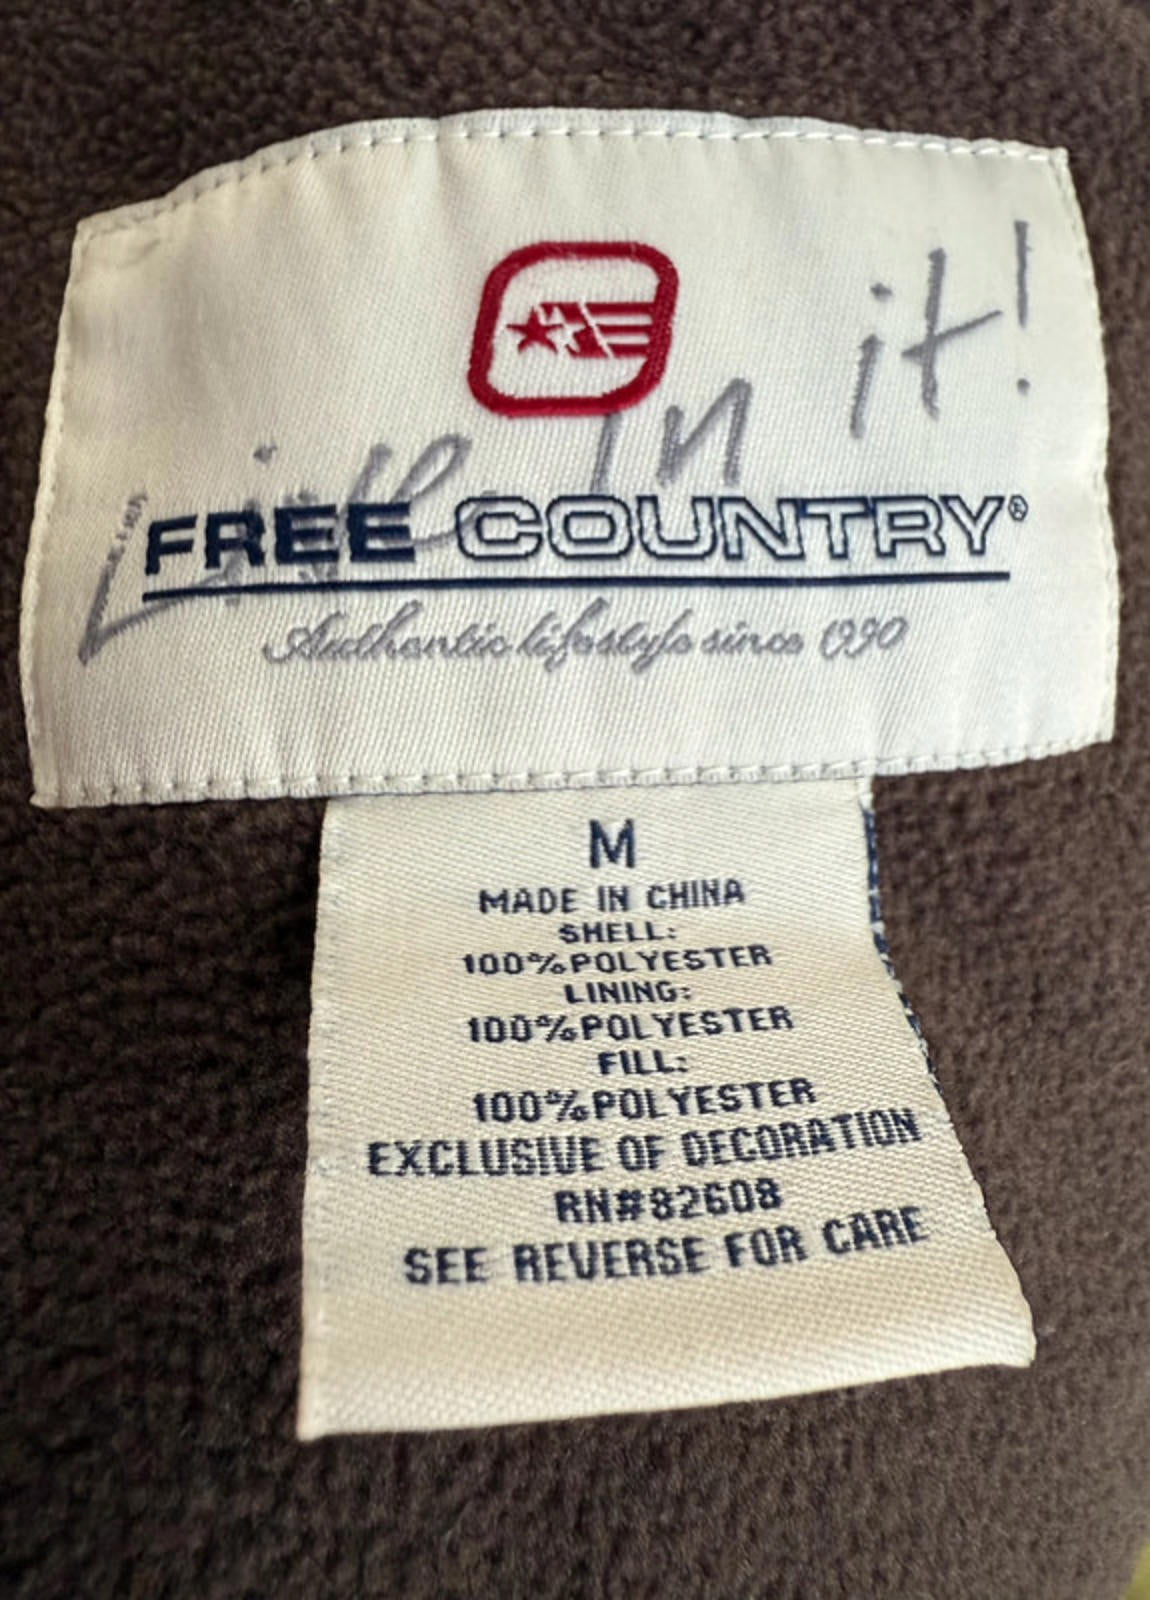 Live in it!
FREE COUNTRY®
Authentic lifestyle since 1990
M
MADE IN CHINA
SHELL:
100%POLYESTER
LINING:
100%POLYESTER
FILL:
100%POLYESTER
EXCLUSIVE OF DECORATION
RN#82608
SEE REVERSE FOR CARE